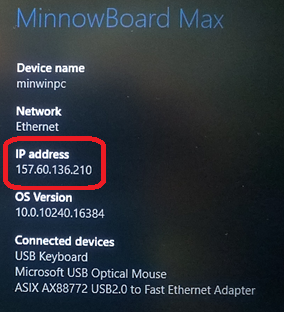 MinnowBoard Max
Device name
minwinpc
Network
Ethernet
IP address
157.60.136.210
OS Version
10.0.10240.16384
Connected devices
USB Keyboard
Microsoft USB Optical Mouse
ASIX AX88772 USB2.0 to Fast Ethernet Adapter